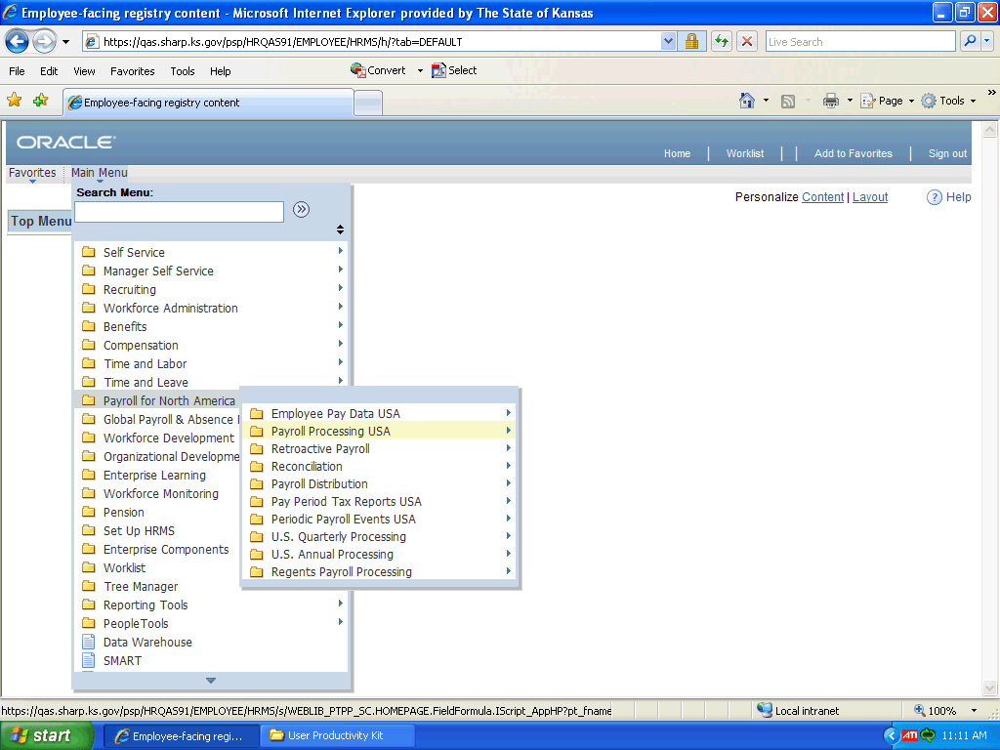 Employee-facing registry content - Microsoft Internet Explorer provided by The State of Kansas
https://qas.sharp.ks.gov/psp/HRQAS91/EMPLOYEE/HRMS/h/?tab=DEFAULT
Live Search
File Edit View Favorites Tools Help
Convert Select
Employee-facing registry content
Page Tools
ORACLE
Home | Worklist | | Add to Favorites | Sign out
Favorites Main Menu
Search Menu:
Personalize Content | Layout
Help
Top Menu
Self Service
Manager Self Service
Recruiting
Workforce Administration
Benefits
Compensation
Time and Labor
Time and Leave
Payroll for North America
Global Payroll & Absence
Workforce Development
Organizational Developme
Enterprise Learning
Workforce Monitoring
Pension
Set Up HRMS
Enterprise Components
Worklist
Tree Manager
Reporting Tools
PeopleTools
Data Warehouse
SMART
Employee Pay Data USA
Payroll Processing USA
Retroactive Payroll
Reconciliation
Payroll Distribution
Pay Period Tax Reports USA
Periodic Payroll Events USA
U.S. Quarterly Processing
U.S. Annual Processing
Regents Payroll Processing
https://qas.sharp.ks.gov/psp/HRQAS91/EMPLOYEE/HRMS/s/WEBLIB_PTPP_SC.HOMEPAGE.FieldFormula.IScript_AppHP?pt_fname
Local intranet
100%
start
Employee-facing regi...
User Productivity Kit
ATI
11:11 AM